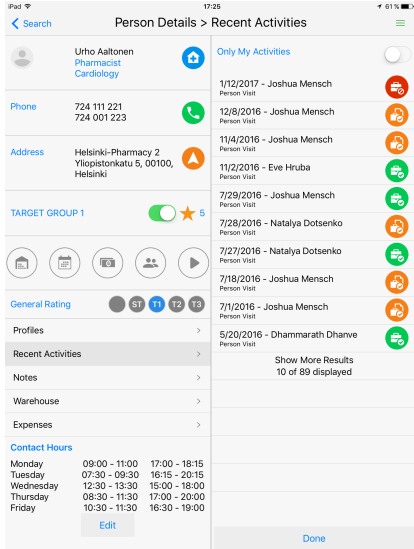 iPad 17:25 61%
Search Person Details > Recent Activities
Urho Aaltonen
Pharmacist
Cardiology
Phone 724 111 221
724 001 223
Address Helsinki-Pharmacy 2
Yliopistonkatu 5, 00100,
Helsinki
TARGET GROUP 1 5
General Rating ST T1 T2 T3
Profiles
Recent Activities
Notes
Warehouse
Expenses
Contact Hours
Monday 09:00 - 11:00 17:00 - 18:15
Tuesday 07:30 - 09:30 16:15 - 20:15
Wednesday 12:30 - 13:30 15:00 - 18:00
Thursday 08:30 - 11:30 17:00 - 20:00
Friday 10:30 - 11:30 16:30 - 19:00
Edit
Only My Activities
1/12/2017 - Joshua Mensch
Person Visit
12/8/2016 - Joshua Mensch
Person Visit
11/4/2016 - Joshua Mensch
Person Visit
11/2/2016 - Eve Hruba
Person Visit
7/29/2016 - Joshua Mensch
Person Visit
7/28/2016 - Natalya Dotsenko
Person Visit
7/27/2016 - Natalya Dotsenko
Person Visit
7/18/2016 - Joshua Mensch
Person Visit
7/1/2016 - Joshua Mensch
Person Visit
5/20/2016 - Dhammarath Dhanve
Person Visit
Show More Results
10 of 89 displayed
Done